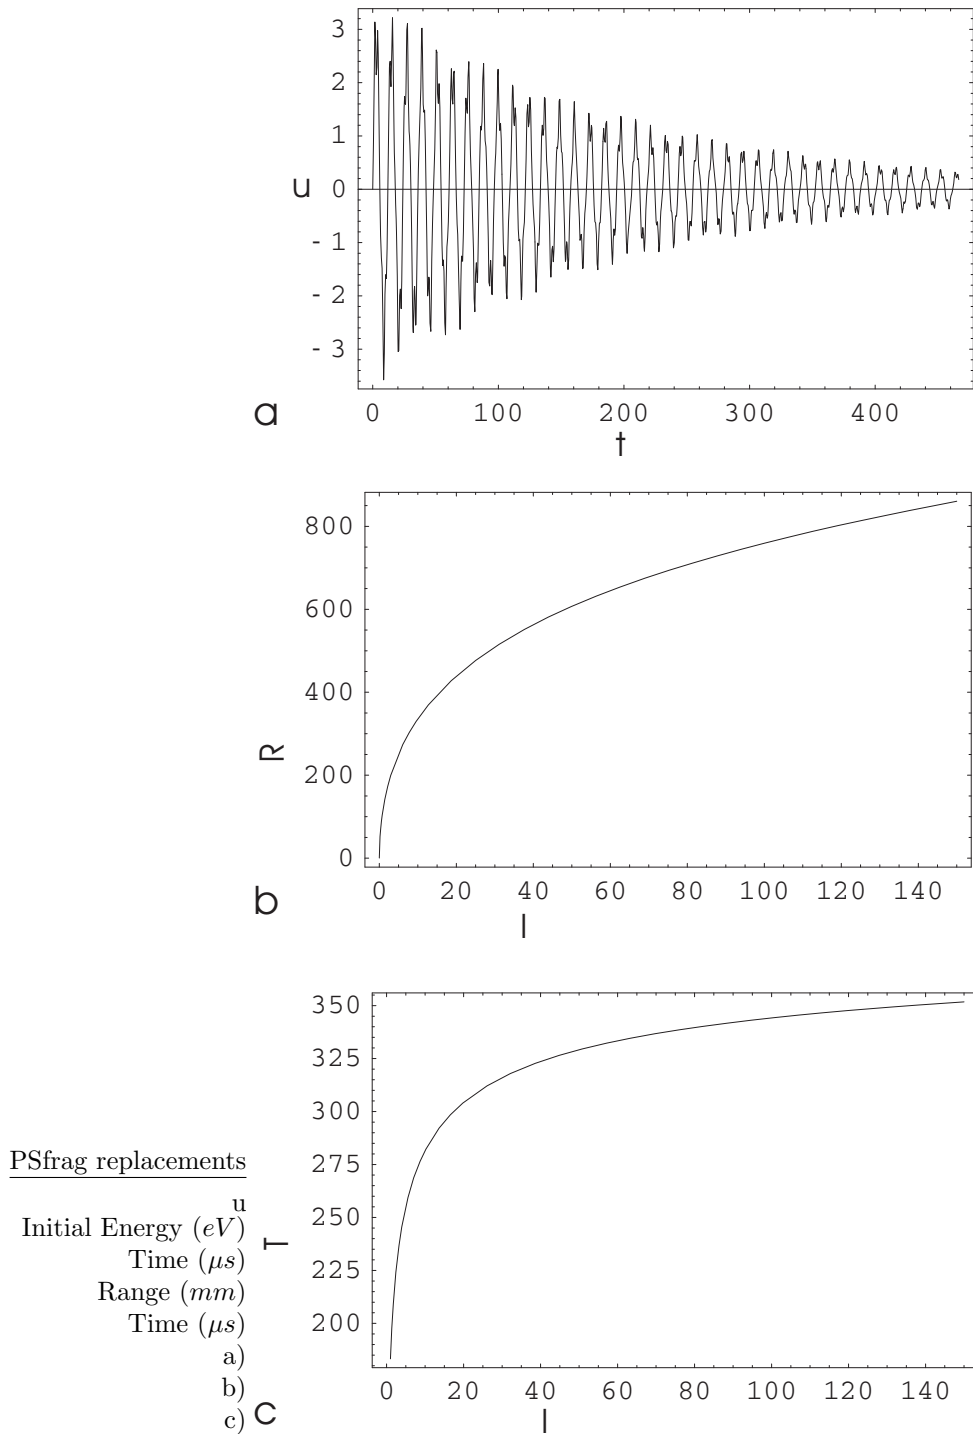 3
2
1
u 0
- 1
- 2
- 3
a 0 100 200 300 400
t
800
600
400
R
200
0
b 0 20 40 60 80 100 120 140
I
350
325
300
275
250
T
225
200
c 0 20 40 60 80 100 120 140
I
PSfrag replacements
u
Initial Energy (eV)
Time (μs)
Range (mm)
Time (μs)
a)
b)
c)